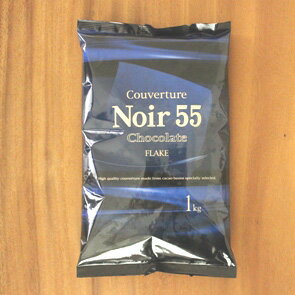 Couverture
Noir 55
Chocolate
FLAKE
High quality couverture made from cacao beans specially selected.
1kg